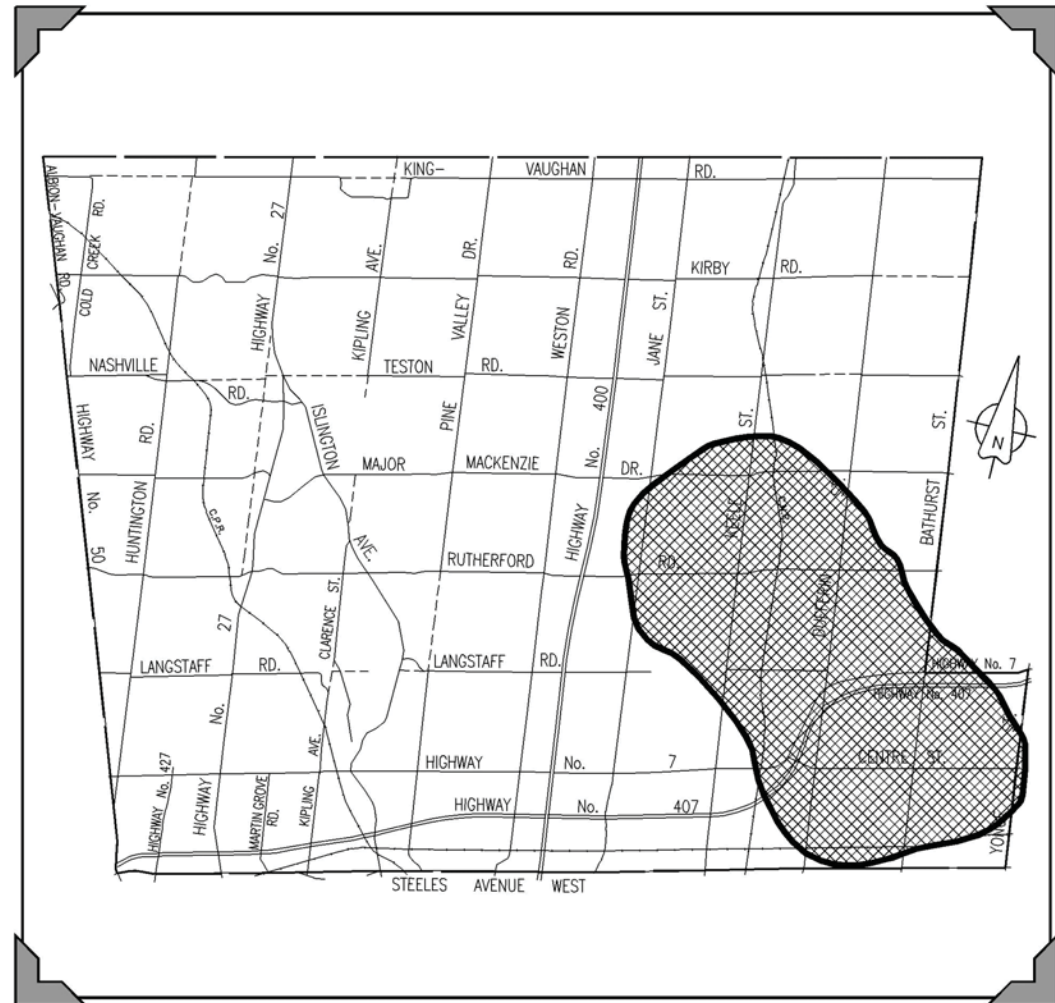 KING- VAUGHAN RD.
ALBION-VAUGHAN RD.
COLD CREEK RD.
HIGHWAY No. 27
KIPLING AVE.
PINE VALLEY DR.
WESTON RD.
HIGHWAY No. 400
JANE ST.
KIRBY RD.
NASHVILLE RD.
TESTON RD.
HIGHWAY No. 50
HUNTINGTON RD.
ISLINGTON AVE.
MAJOR MACKENZIE DR.
KEELE ST.
BATHURST ST.
N
C.P.R.
RUTHERFORD RD.
DUFFERIN
CLARENCE ST.
LANGSTAFF RD.
LANGSTAFF RD.
HIGHWAY No. 7
HIGHWAY No. 407
HIGHWAY No. 27
CENTRE ST.
HIGHWAY No. 7
HIGHWAY No. 427
MARTIN GROVE RD.
KIPLING AVE.
HIGHWAY No. 407
STEELES AVENUE WEST